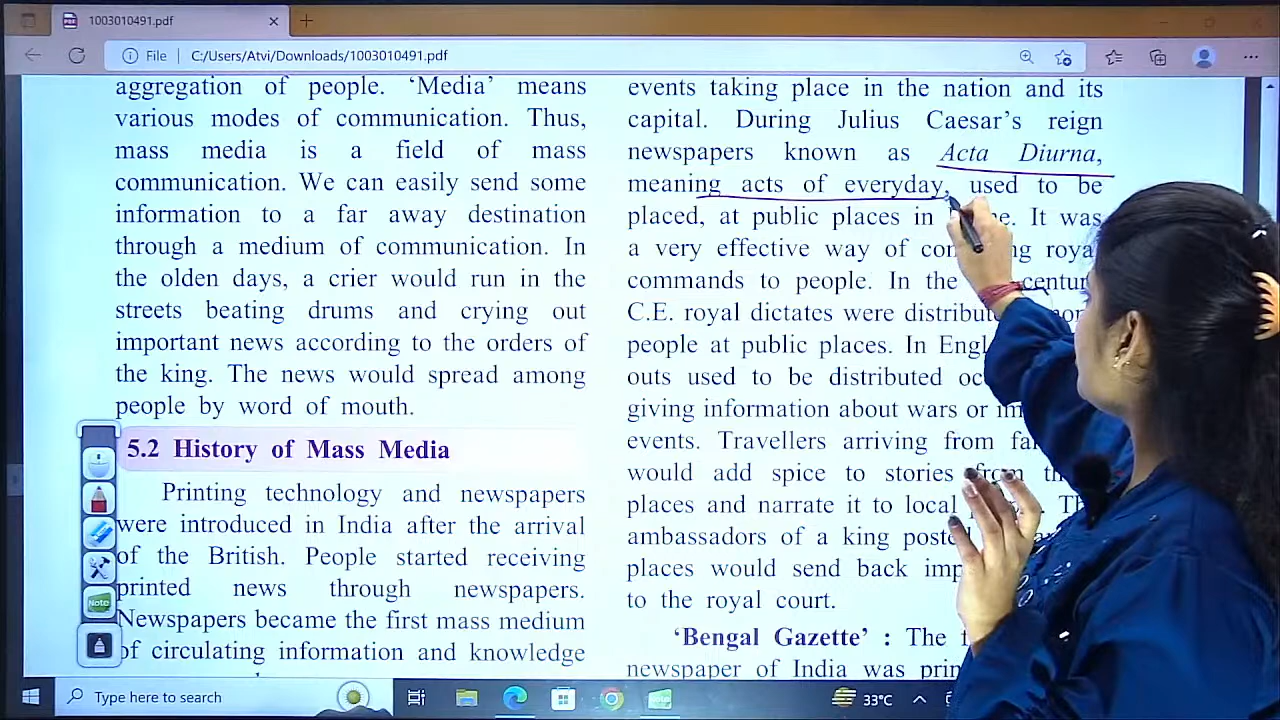 1003010491.pdf
File
C:/Users/Atvi/Downloads/1003010491.pdf
aggregation of people. ‘Media’ means
various modes of communication. Thus,
mass media is a field of mass
communication. We can easily send some
information to a far away destination
through a medium of communication. In
the olden days, a crier would run in the
streets beating drums and crying out
important news according to the orders of
the king. The news would spread among
people by word of mouth.
5.2 History of Mass Media
Printing technology and newspapers
were introduced in India after the arrival
of the British. People started receiving
printed news through newspapers.
Newspapers became the first mass medium
of circulating information and knowledge
events taking place in the nation and its
capital. During Julius Caesar’s reign
newspapers known as Acta Diurna,
meaning acts of everyday, used to be
placed, at public places in
It was
a very effective way of
royal
commands to people. In the
century
C.E. royal dictates were
people at public places. In
outs used to be distributed
giving information about wars or
events. Travellers arriving from
would add spice to stories from
places and narrate it to local
ambassadors of a king
places would send back
to the royal court.
‘Bengal Gazette’ : The
newspaper of India was
Note
Type here to search
33°C